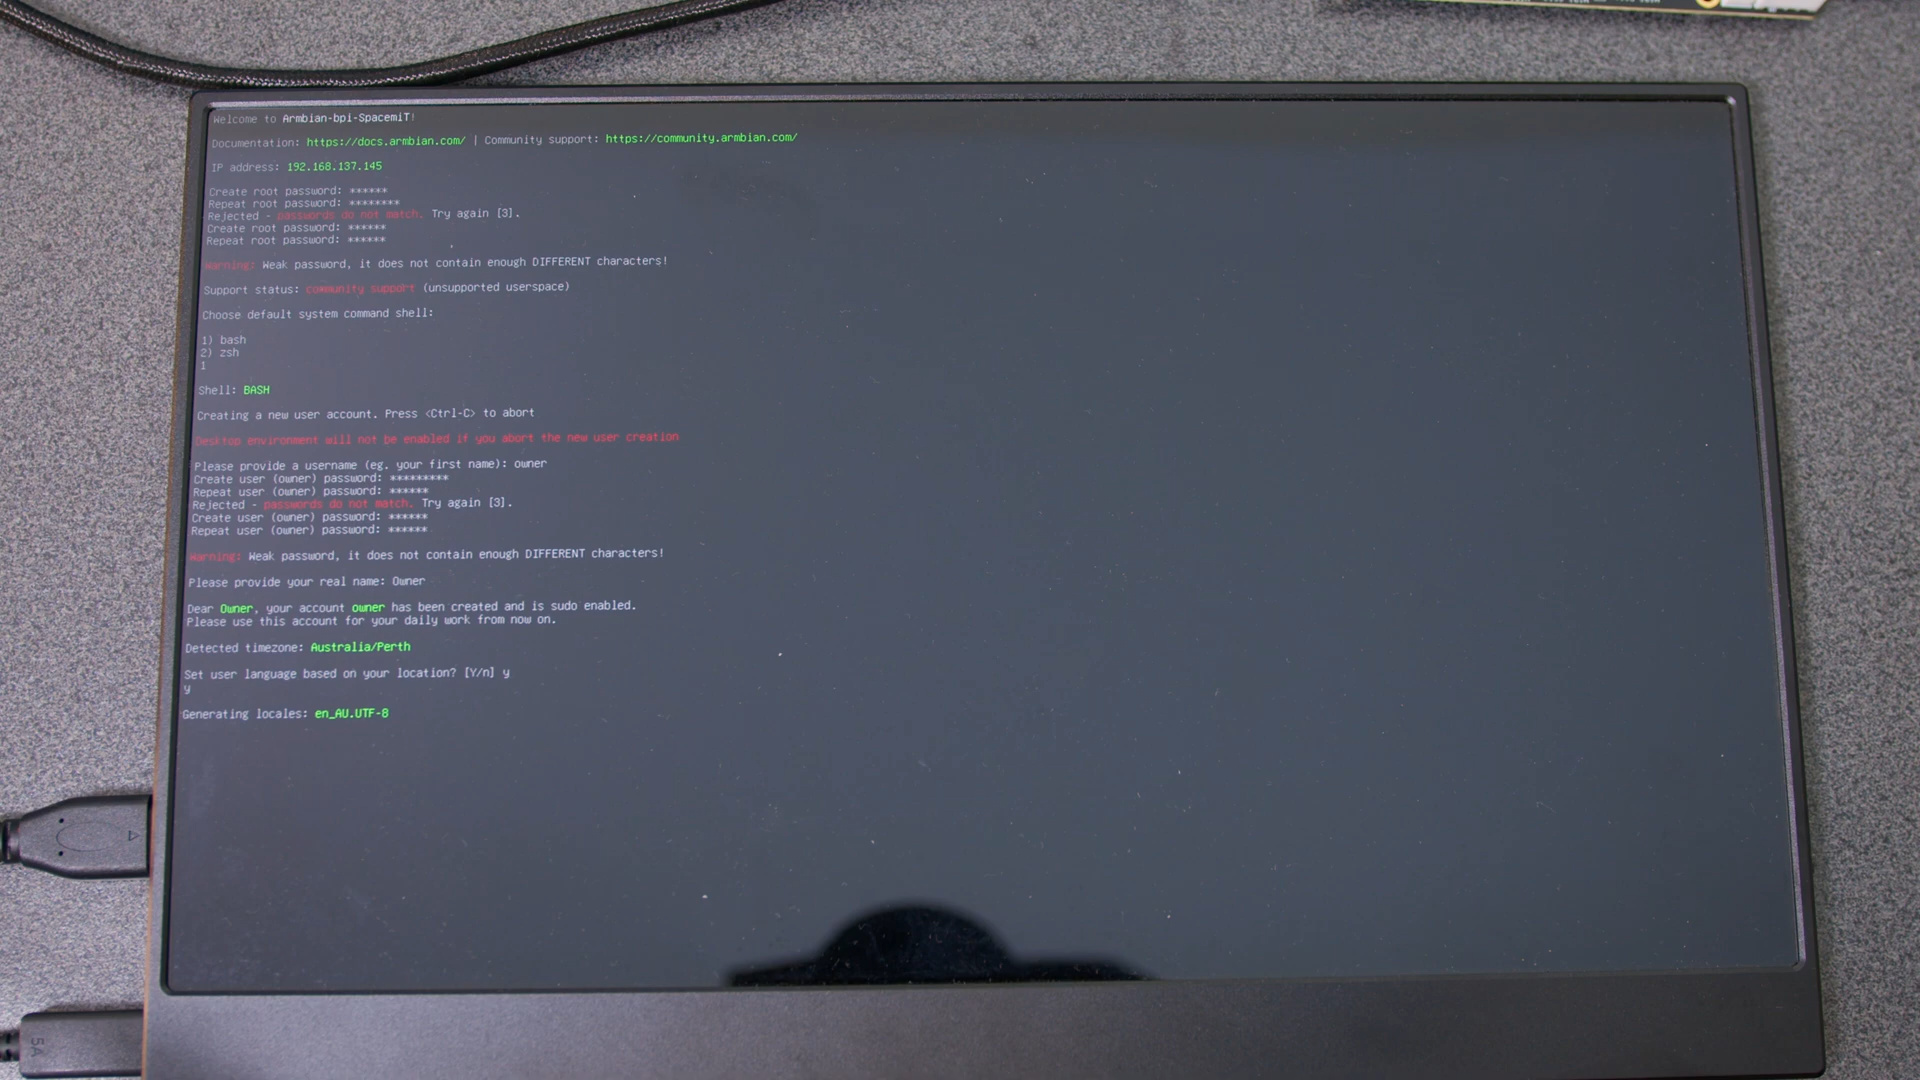 Welcome to Armbian-bpi-SpacemiT!
Documentation: https://docs.armbian.com/ | Community support: https://community.armbian.com/
IP address: 192.168.137.145
Create root password: ******
Repeat root password: ********
Rejected - passwords do not match. Try again [3].
Create root password: ******
Repeat root password: ******
Warning: Weak password, it does not contain enough DIFFERENT characters!
Support status: community support (unsupported userspace)
Choose default system command shell:
1) bash
2) zsh
1
Shell: BASH
Creating a new user account. Press <Ctrl-C> to abort
Desktop environment will not be enabled if you abort the new user creation
Please provide a username (eg. your first name): owner
Create user (owner) password: *********
Repeat user (owner) password: ******
Rejected - passwords do not match. Try again [3].
Create user (owner) password: ******
Repeat user (owner) password: ******
Warning: Weak password, it does not contain enough DIFFERENT characters!
Please provide your real name: Owner
Dear Owner, your account owner has been created and is sudo enabled.
Please use this account for your daily work from now on.
Detected timezone: Australia/Perth
Set user language based on your location? [Y/n] y
y
Generating locales: en_AU.UTF-8
5A